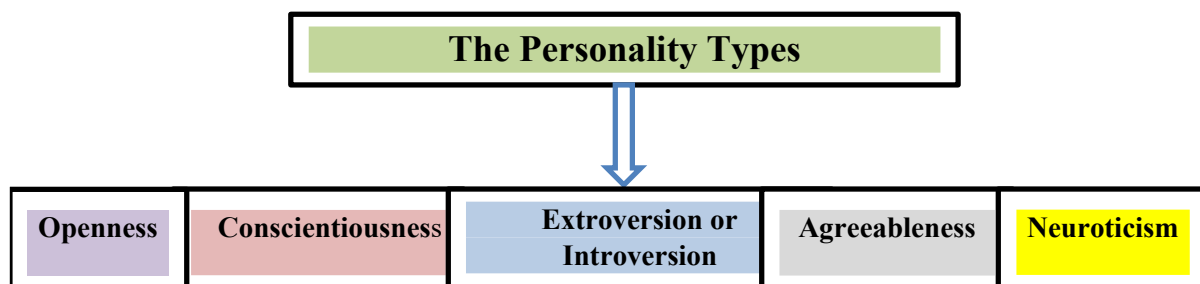 The Personality Types
Openness
Conscientiousness
Extroversion or
Introversion
Agreeableness
Neuroticism